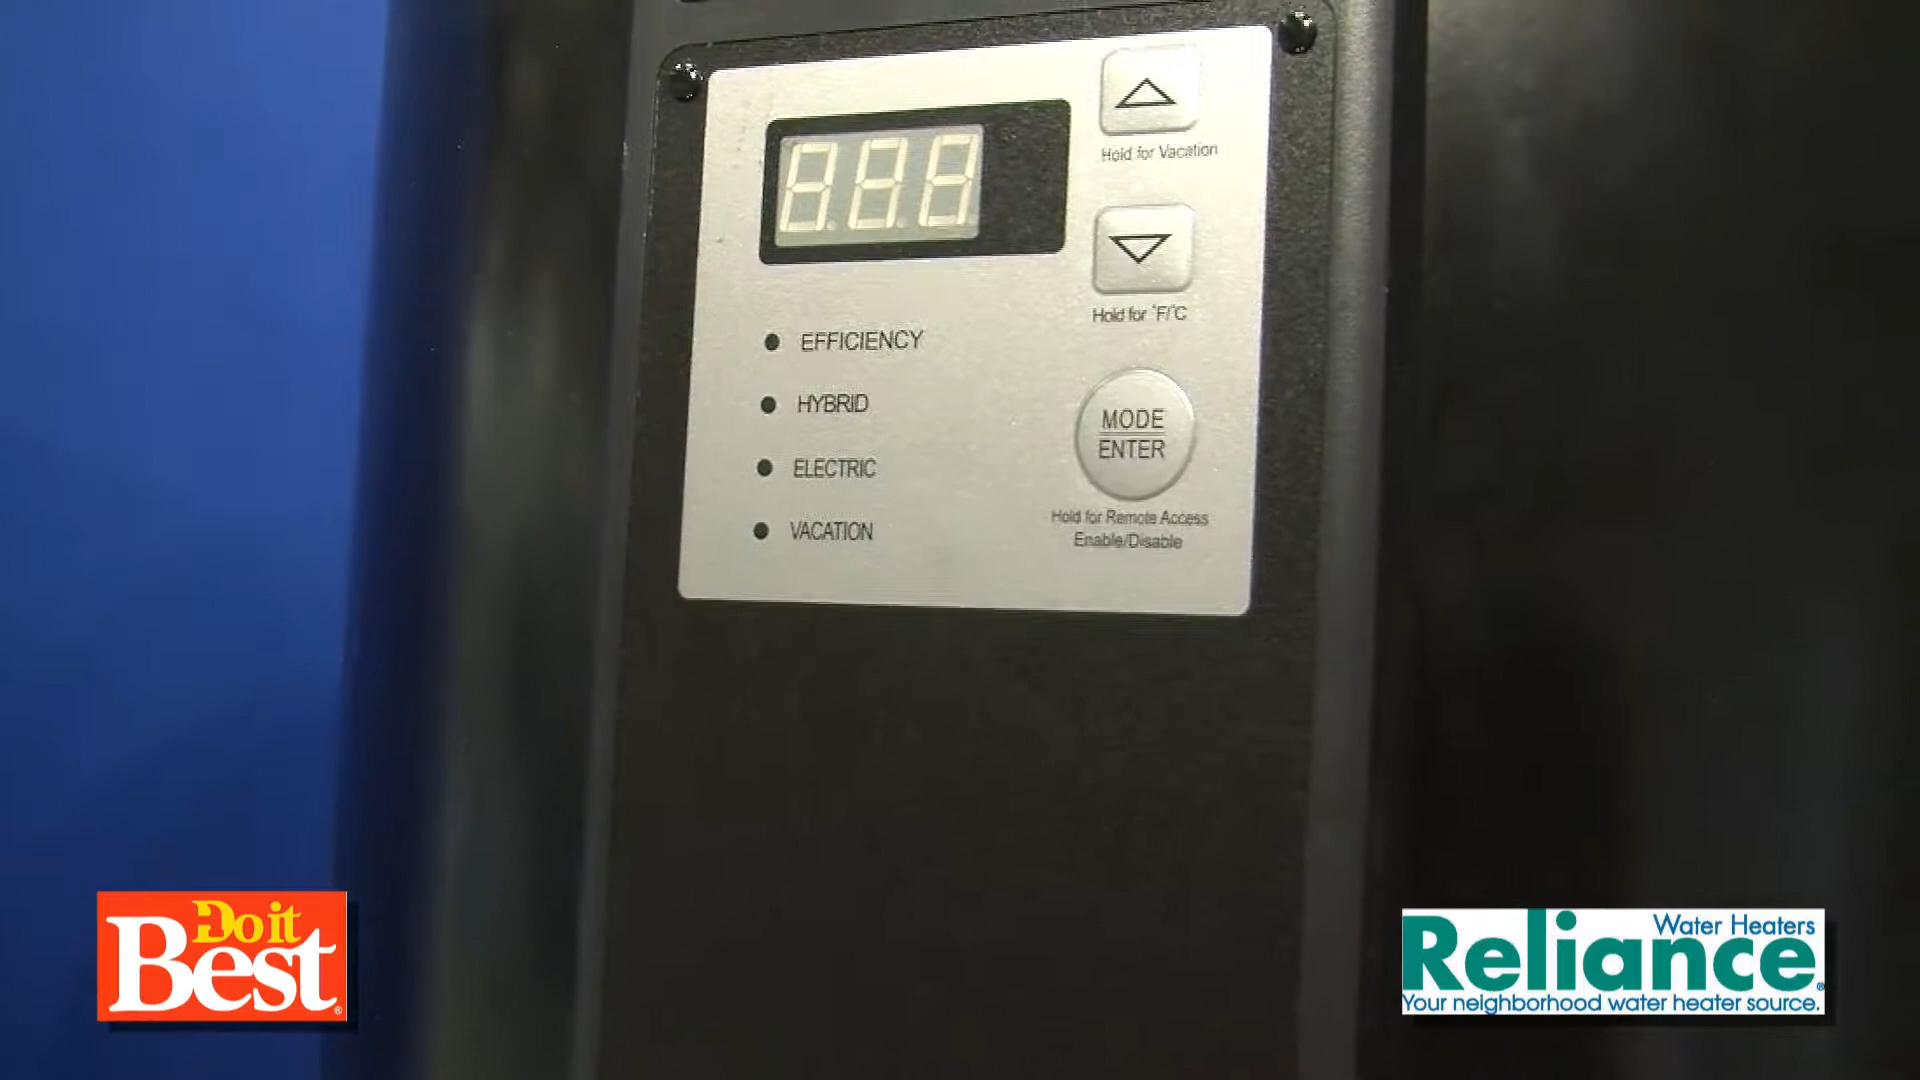 Hold for Vacation
Hold for °F/°C
EFFICIENCY
HYBRID
ELECTRIC
VACATION
MODE
ENTER
Hold for Remote Access
Enable/Disable
Do it
Best®
Water Heaters
Reliance®
Your neighborhood water heater source.